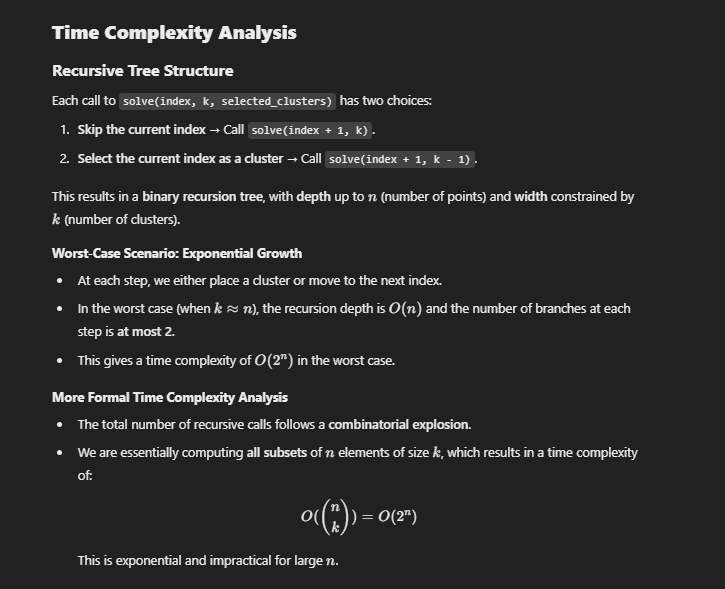 Time Complexity Analysis
Recursive Tree Structure
Each call to solve(index, k, selected_clusters) has two choices:
1. Skip the current index → Call solve(index + 1, k).
2. Select the current index as a cluster → Call solve(index + 1, k - 1).
This results in a binary recursion tree, with depth up to n (number of points) and width constrained by
k (number of clusters).
Worst-Case Scenario: Exponential Growth
• At each step, we either place a cluster or move to the next index.
• In the worst case (when k ≈ n), the recursion depth is O(n) and the number of branches at each
step is at most 2.
• This gives a time complexity of O(2ⁿ) in the worst case.
More Formal Time Complexity Analysis
• The total number of recursive calls follows a combinatorial explosion.
• We are essentially computing all subsets of n elements of size k, which results in a time complexity
of:
O((n k)) = O(2ⁿ)
This is exponential and impractical for large n.